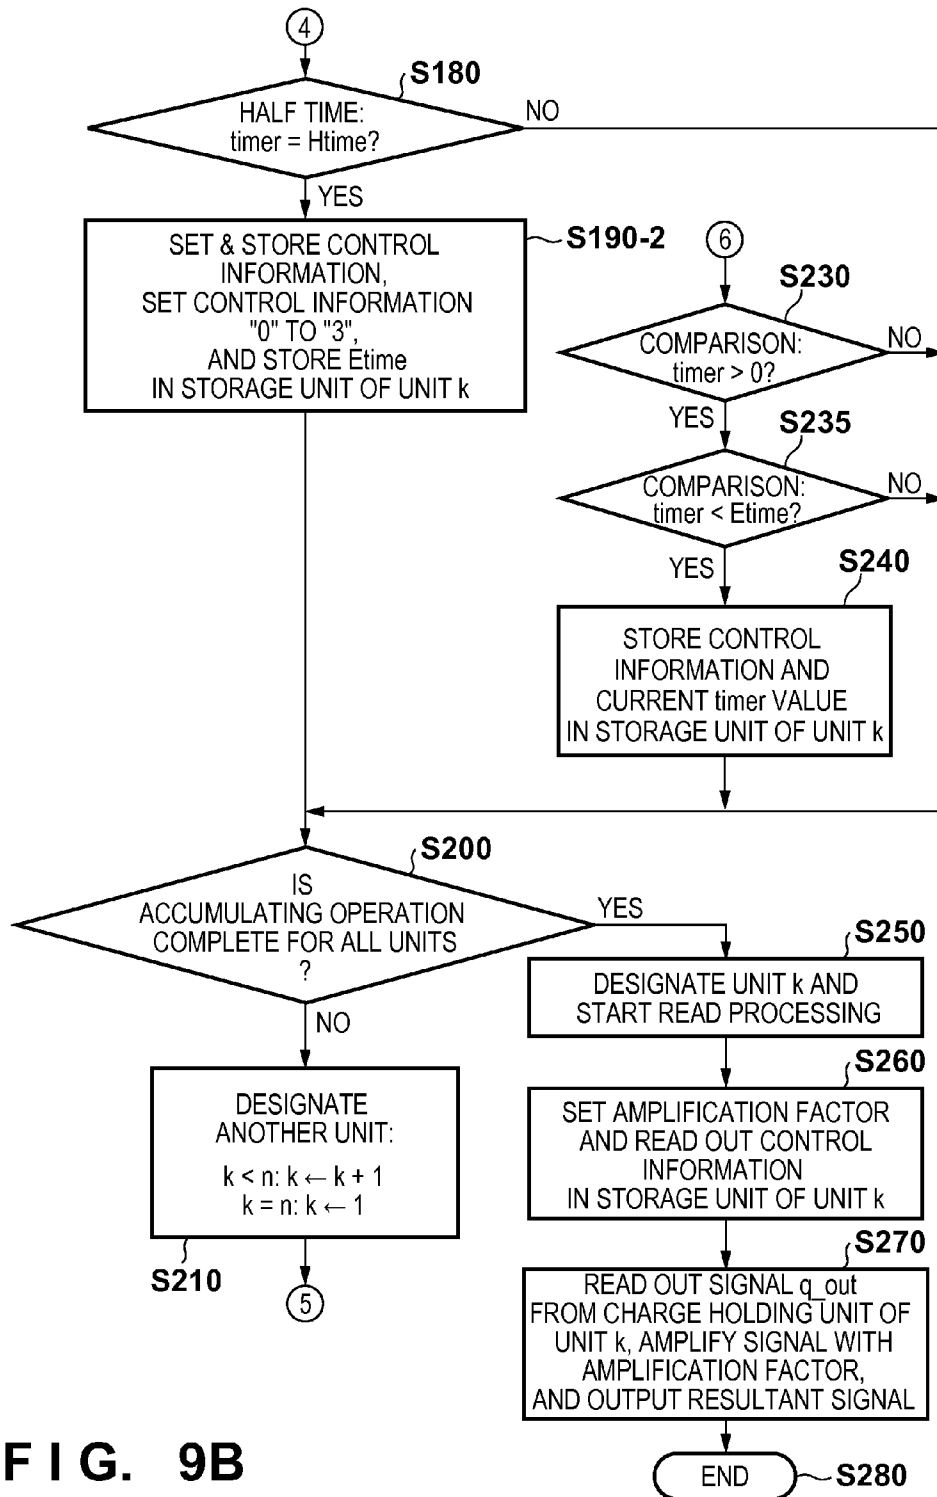 4
S180
HALF TIME:
timer = Htime?
NO
YES
S190-2
SET & STORE CONTROL
INFORMATION,
SET CONTROL INFORMATION
"0" TO "3",
AND STORE Etime
IN STORAGE UNIT OF UNIT k
6
S230
COMPARISON:
timer > 0?
NO
YES
S235
COMPARISON:
timer < Etime?
NO
YES
S240
STORE CONTROL
INFORMATION AND
CURRENT timer VALUE
IN STORAGE UNIT OF UNIT k
S200
IS
ACCUMULATING OPERATION
COMPLETE FOR ALL UNITS
?
YES
NO
S250
DESIGNATE UNIT k AND
START READ PROCESSING
S260
SET AMPLIFICATION FACTOR
AND READ OUT CONTROL
INFORMATION
IN STORAGE UNIT OF UNIT k
DESIGNATE
ANOTHER UNIT:
k < n: k ← k + 1
k = n: k ← 1
S210
5
S270
READ OUT SIGNAL q_out
FROM CHARGE HOLDING UNIT OF
UNIT k, AMPLIFY SIGNAL WITH
AMPLIFICATION FACTOR,
AND OUTPUT RESULTANT SIGNAL
END
S280
FIG. 9B